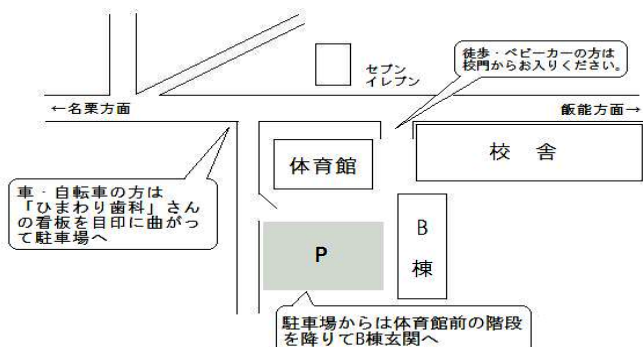 徒歩・ベビーカーの方は
校門からお入りください。
セブン
イレブン
←名栗方面
飯能方面→
体育館
校 舎
車・自転車の方は
「ひまわり歯科」さん
の看板を目印に曲がっ
て駐車場へ
P
B
棟
駐車場からは体育館前の階段
を降りてB棟玄関へ